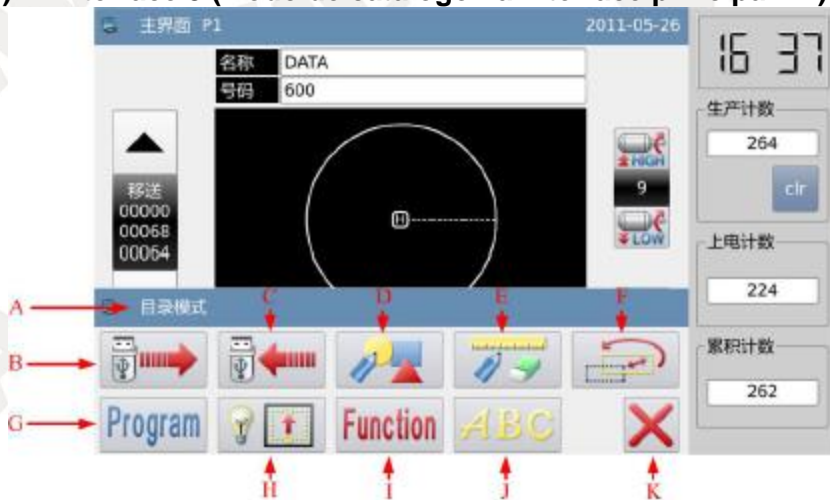 主界面 P1
2011-05-26
16 37
名称 DATA
号码 600
生产计数
264
clr
HIGH
9
LOW
移送
00000
00068
00064
H
上电计数
224
A
目录模式
C
D
E
F
累积计数
B
262
G
Program
Function
ABC
H
I
J
K